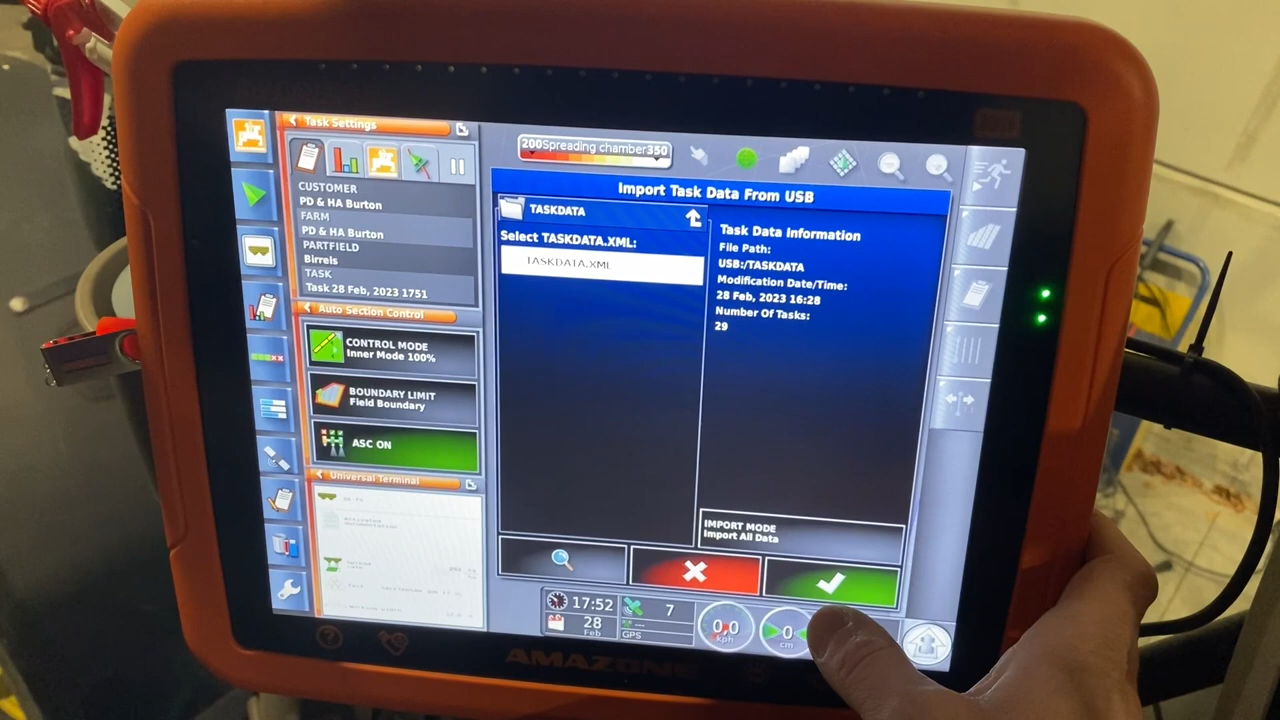 Task Settings
CUSTOMER
PD & HA Burton
FARM
PD & HA Burton
PARTFIELD
Birrels
TASK
Task 28 Feb, 2023 1751
Auto Section Control
CONTROL MODE
Inner Mode 100%
BOUNDARY LIMIT
Field Boundary
ASC ON
Universal Terminal
200Spreading chamber350
Import Task Data From USB
TASKDATA
Select TASKDATA.XML:
TASKDATA.XML
Task Data Information
File Path:
USB:/TASKDATA
Modification Date/Time:
28 Feb, 2023 16:28
Number Of Tasks:
29
IMPORT MODE
Import All Data
17:52
28
Feb
7
---
GPS
0.0
kph
0
cm
AMAZONE